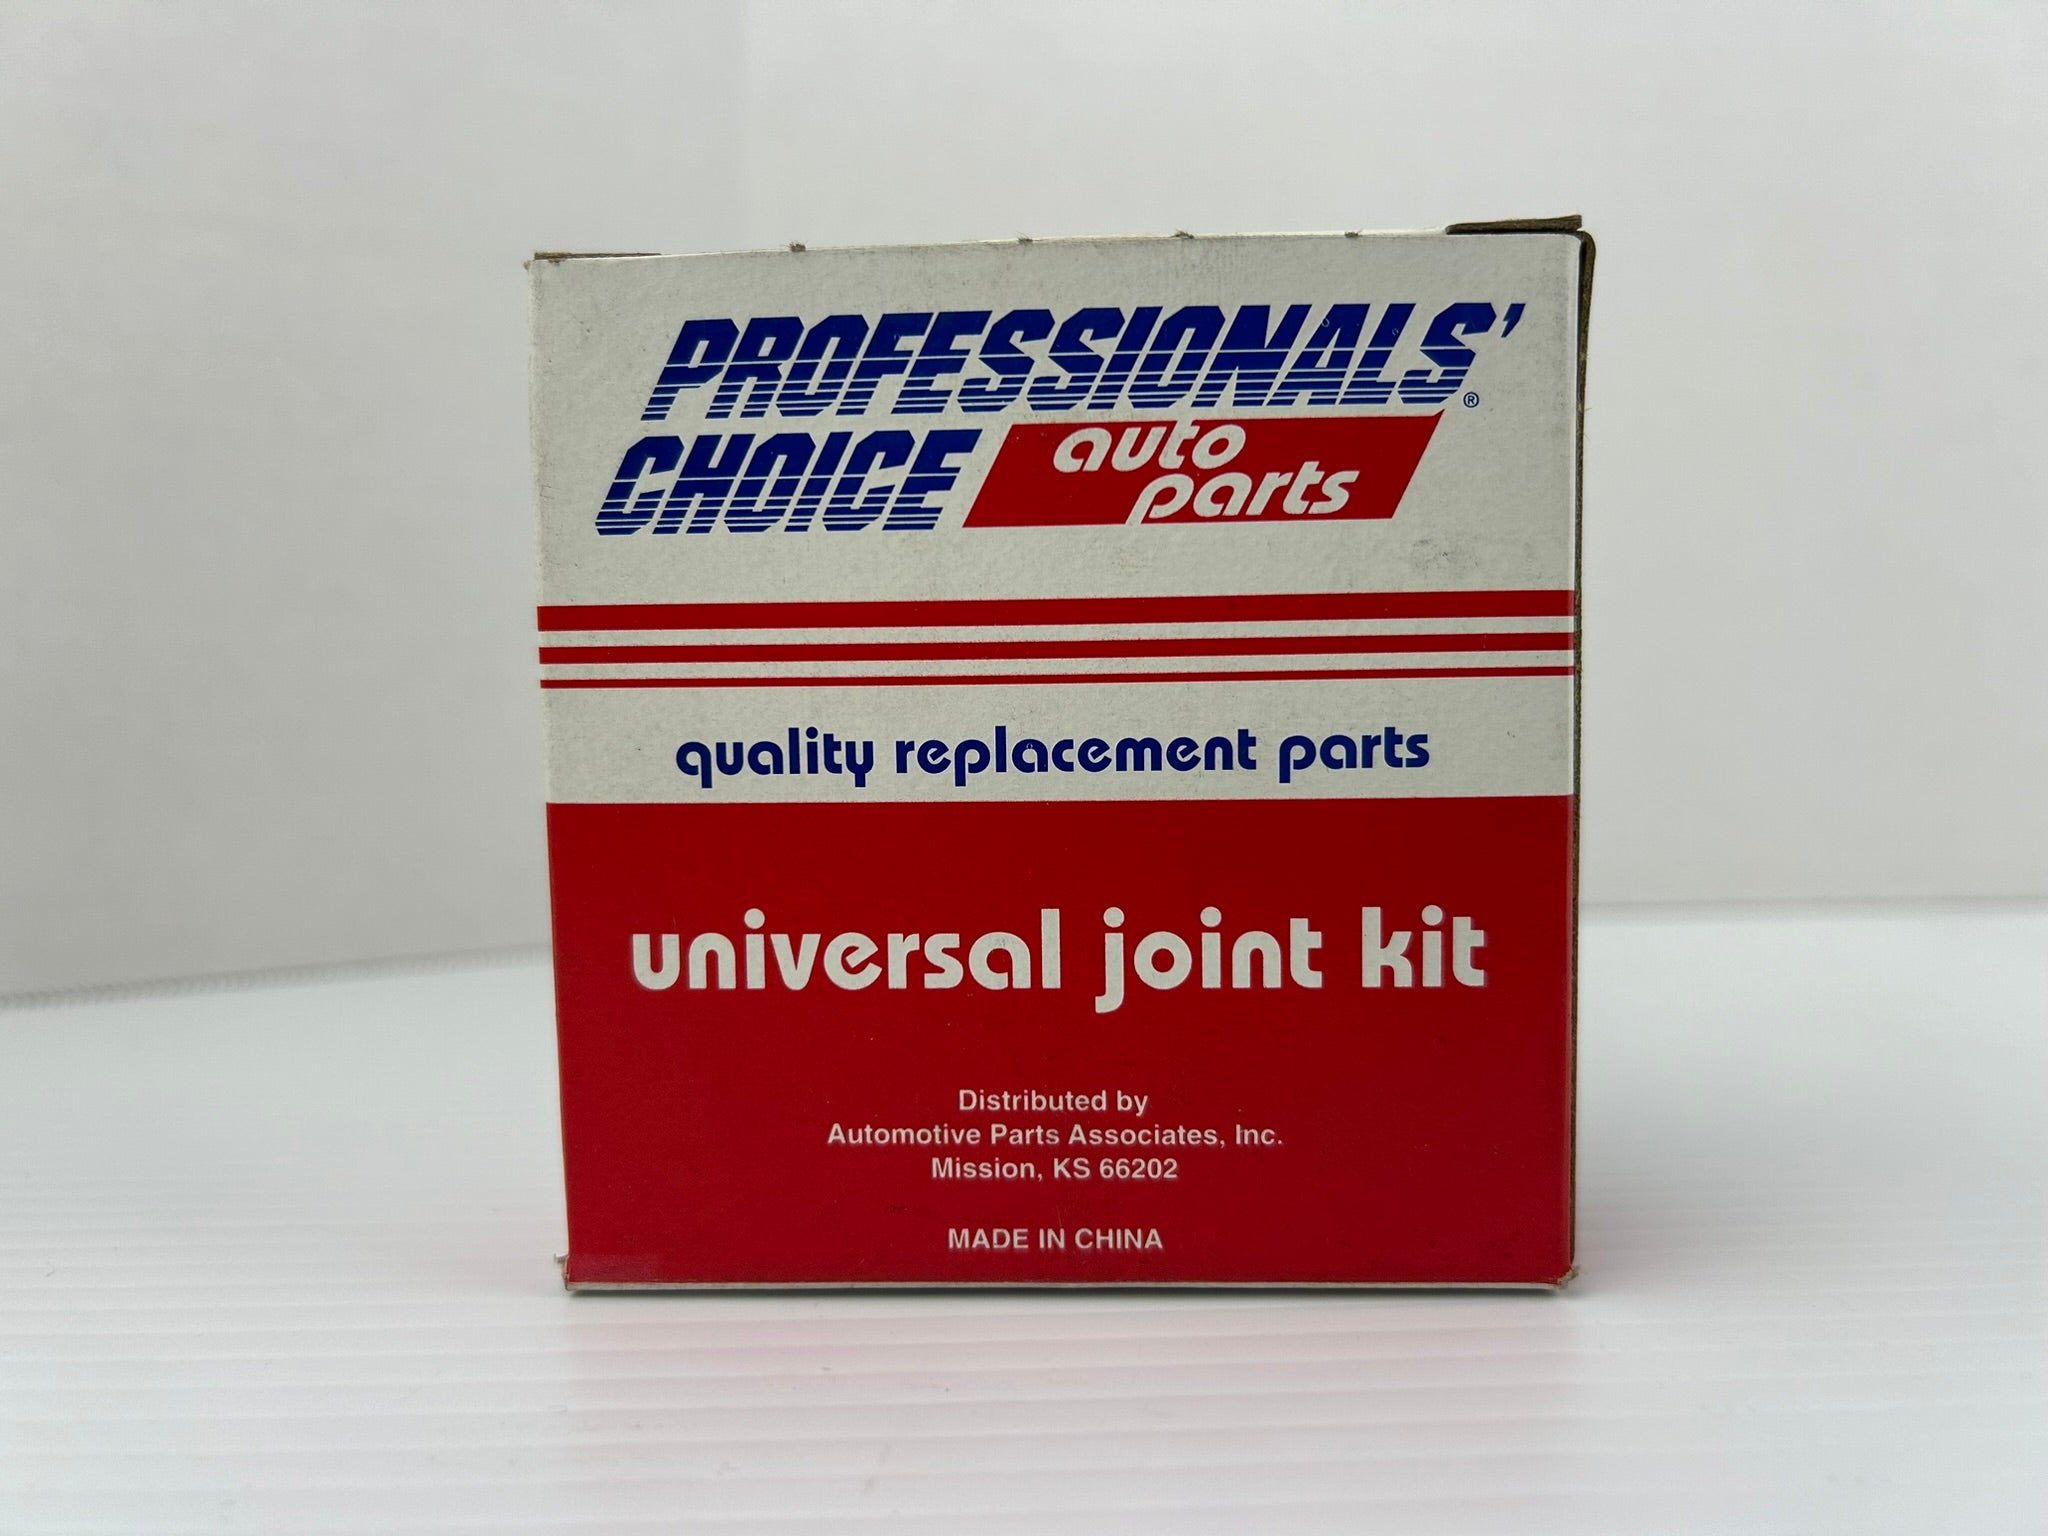 PROFESSIONALS'®
CHOICE auto parts
quality replacement parts
universal joint kit
Distributed by
Automotive Parts Associates, Inc.
Mission, KS 66202
MADE IN CHINA